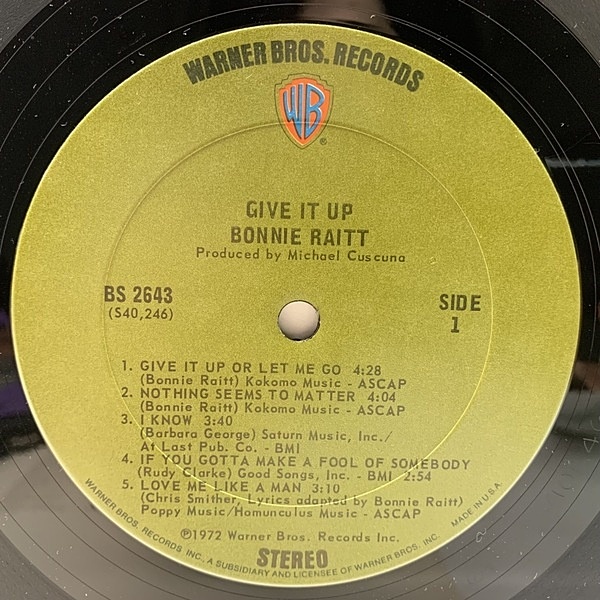 WARNER BROS. RECORDS
WB
®
GIVE IT UP
BONNIE RAITT
Produced by Michael Cuscuna
BS 2643
(S40,246)
SIDE
1
1. GIVE IT UP OR LET ME GO 4:28
(Bonnie Raitt) Kokomo Music - ASCAP
2. NOTHING SEEMS TO MATTER 4:04
(Bonnie Raitt) Kokomo Music - ASCAP
3. I KNOW 3:40
(Barbara George) Saturn Music, Inc./
At Last Pub. Co. - BMI
4. IF YOU GOTTA MAKE A FOOL OF SOMEBODY
(Rudy Clarke) Good Songs, Inc. - BMI 2:54
5. LOVE ME LIKE A MAN 3:10
(Chris Smither, Lyrics adapted by Bonnie Raitt)
Poppy Music/Homunculus Music - ASCAP
℗1972 Warner Bros. Records Inc.
STEREO
WARNER BROS. RECORDS INC. A SUBSIDIARY AND LICENSEE OF WARNER BROS. INC. MADE IN U.S.A.